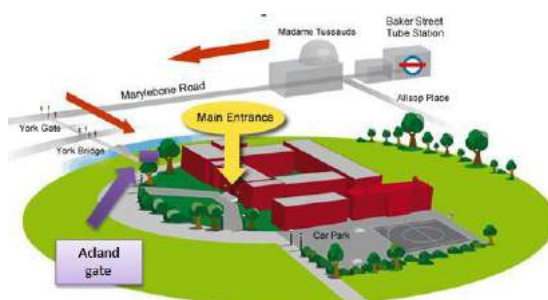 Baker Street
Tube Station
Madame Tussauds
Marylebone Road
Allsop Place
Main Entrance
York Gate
York Bridge
Acland
gate
Car Park